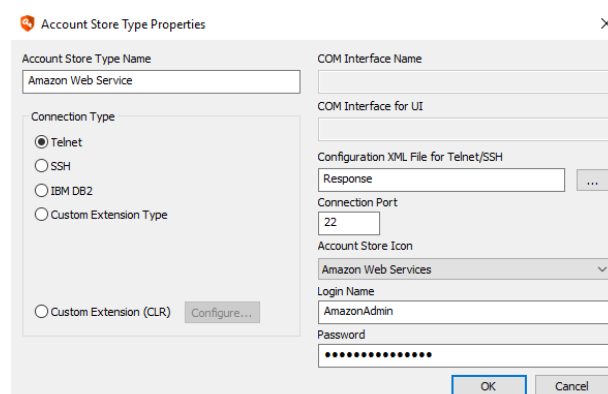 Account Store Type Properties
Account Store Type Name
Amazon Web Service
Connection Type
Telnet
SSH
IBM DB2
Custom Extension Type
Custom Extension (CLR)
Configure...
COM Interface Name
COM Interface for UI
Configuration XML File for Telnet/SSH
Response
...
Connection Port
22
Account Store Icon
Amazon Web Services
Login Name
AmazonAdmin
Password
●●●●●●●●●●●●●●●
OK
Cancel